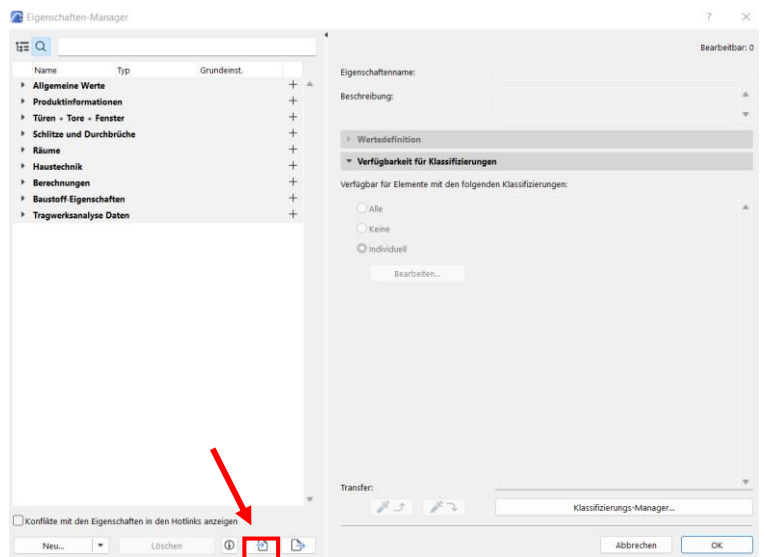 Eigenschaften-Manager
Bearbeitbar: 0
Name Typ Grundeinst.
Allgemeine Werte
Produktinformationen
Türen + Tore + Fenster
Schlitze und Durchbrüche
Räume
Haustechnik
Berechnungen
Baustoff-Eigenschaften
Tragwerksanalyse Daten
Konflikte mit den Eigenschaften in den Hotlinks anzeigen
Neu...
Löschen
Eigenschaftenname:
Beschreibung:
Wertedefinition
Verfügbarkeit für Klassifizierungen
Verfügbar für Elemente mit den folgenden Klassifizierungen:
Alle
Keine
Individuell
Bearbeiten...
Transfer:
Klassifizierungs-Manager...
Abbrechen
OK